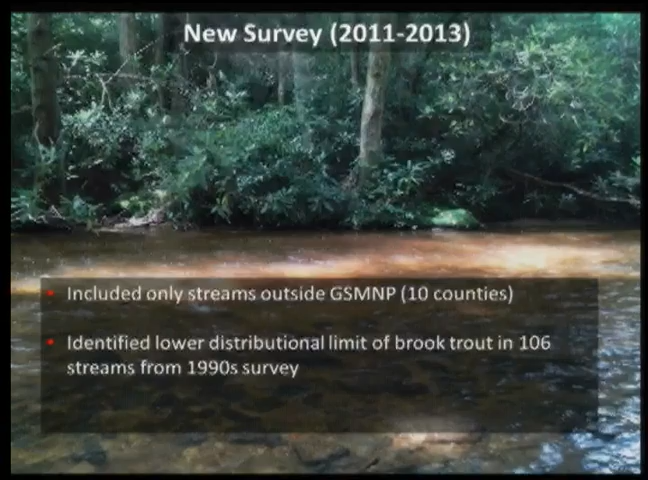 New Survey (2011-2013)
• Included only streams outside GSMNP (10 counties)
• Identified lower distributional limit of brook trout in 106
streams from 1990s survey